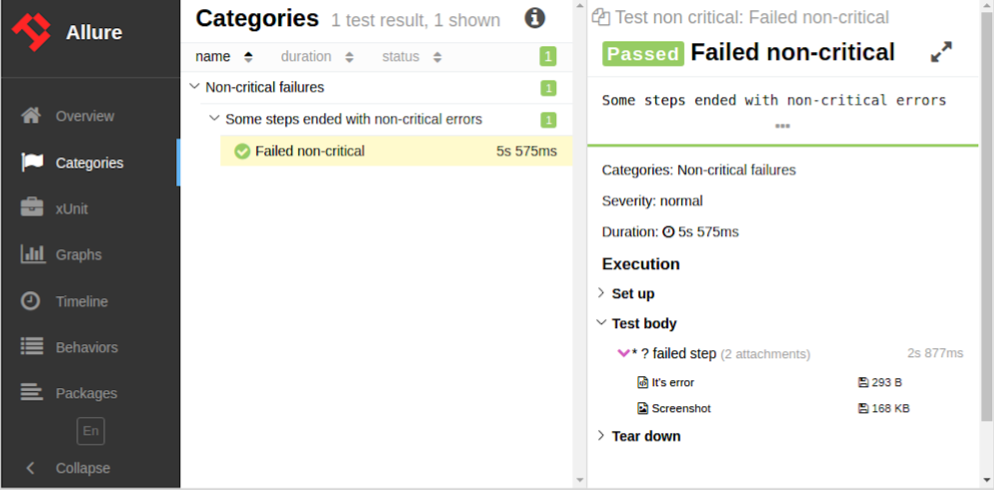 Allure
Overview
Categories
xUnit
Graphs
Timeline
Behaviors
Packages
En
Collapse
Categories 1 test result, 1 shown
name duration status 1
Non-critical failures 1
Some steps ended with non-critical errors 1
Failed non-critical 5s 575ms
Test non critical: Failed non-critical
Passed Failed non-critical
Some steps ended with non-critical errors
Categories: Non-critical failures
Severity: normal
Duration: 5s 575ms
Execution
Set up
Test body
* ? failed step (2 attachments) 2s 877ms
It's error 293 B
Screenshot 168 KB
Tear down